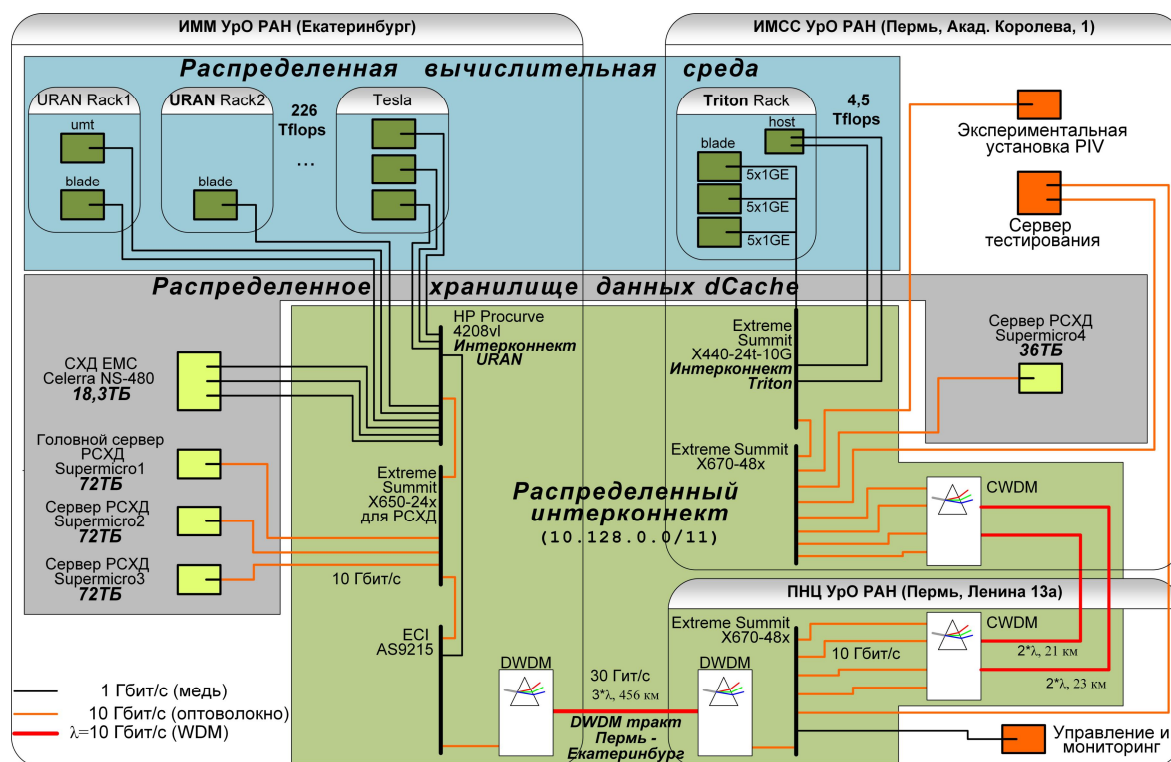 ИММ УрО РАН (Екатеринбург)
ИМСС УрО РАН (Пермь, Акад. Королева, 1)
Распределенная вычислительная среда
URAN Rack1
umt
blade
URAN Rack2
blade
226
Tflops
...
Tesla
Triton Rack
host
blade
5x1GE
5x1GE
5x1GE
4,5
Tflops
Экспериментальная
установка PIV
Сервер
тестирования
Распределенное хранилище данных dCache
СХД EMC
Celerra NS-480
18,3ТБ
Головной сервер
РСХД
Supermicro1
72ТБ
Сервер РСХД
Supermicro2
72ТБ
Сервер РСХД
Supermicro3
72ТБ
HP Procurve
4208vl
Интерконнект
URAN
Extreme
Summit
X440-24t-10G
Интерконнект
Triton
Сервер РСХД
Supermicro4
36ТБ
Extreme
Summit
X650-24x
для РСХД
10 Гбит/с
Extreme Summit
X670-48x
Распределенный
интерконнект
(10.128.0.0/11)
CWDM
ПНЦ УрО РАН (Пермь, Ленина 13а)
ECI
AS9215
DWDM
30 Гит/с
3*λ, 456 км
DWDM тракт
Пермь -
Екатеринбург
DWDM
Extreme Summit
X670-48x
10 Гбит/с
CWDM
2*λ, 21 км
2*λ, 23 км
Управление и
мониторинг
1 Гбит/с (медь)
10 Гбит/с (оптоволокно)
λ=10 Гбит/с (WDM)